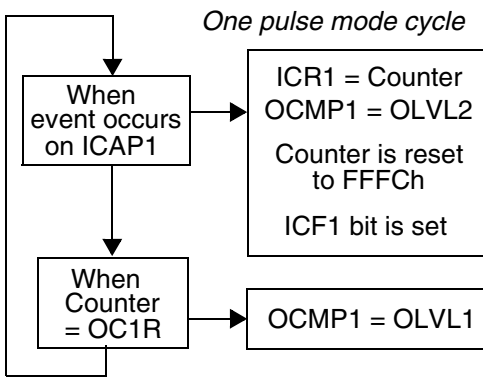 One pulse mode cycle
When
event occurs
on ICAP1
ICR1 = Counter
OCMP1 = OLVL2
Counter is reset
to FFFCh
ICF1 bit is set
When
Counter
= OC1R
OCMP1 = OLVL1